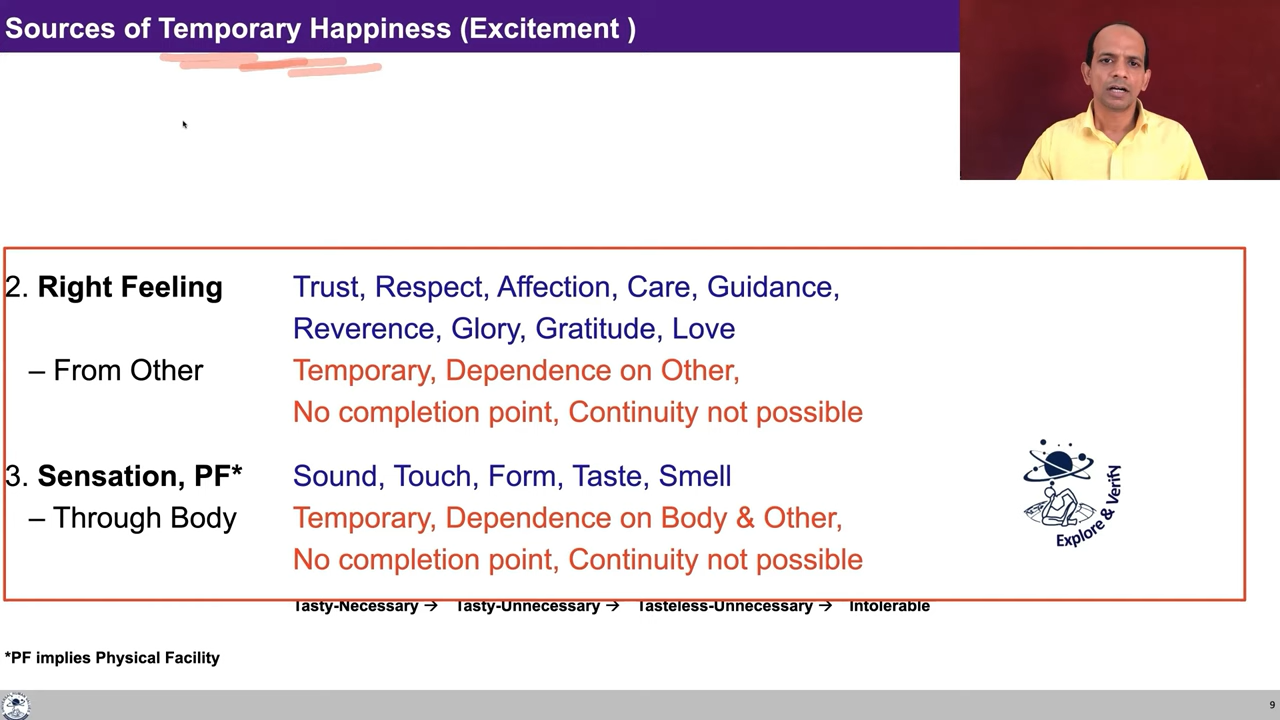 Sources of Temporary Happiness (Excitement )
2. Right Feeling Trust, Respect, Affection, Care, Guidance,
Reverence, Glory, Gratitude, Love
– From Other Temporary, Dependence on Other,
No completion point, Continuity not possible
3. Sensation, PF* Sound, Touch, Form, Taste, Smell
– Through Body Temporary, Dependence on Body & Other,
No completion point, Continuity not possible
Explore & Verify
Tasty-Necessary → Tasty-Unnecessary → Tasteless-Unnecessary → Intolerable
*PF implies Physical Facility
9